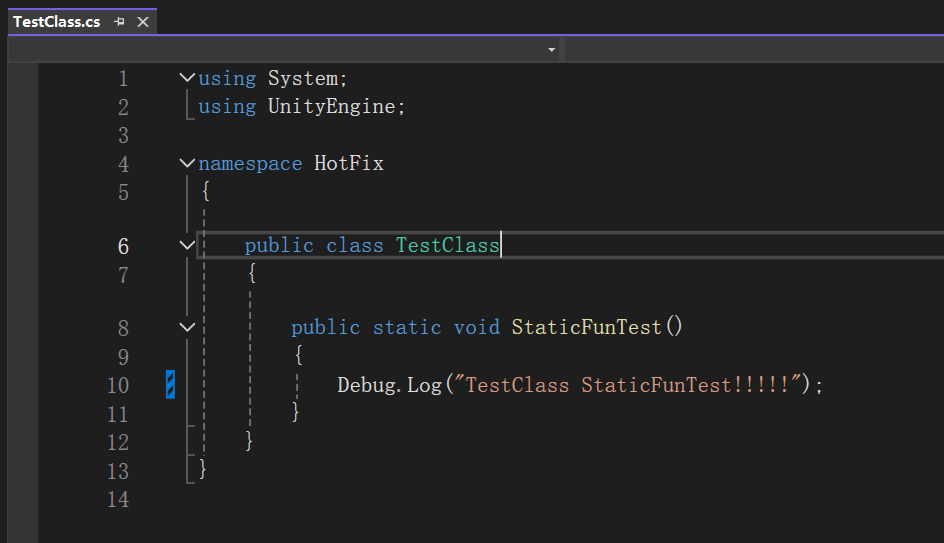 TestClass.cs
1 using System;
2 using UnityEngine;
3
4 namespace HotFix
5 {
6 public class TestClass
7 {
8 public static void StaticFunTest()
9 {
10 Debug.Log("TestClass StaticFunTest!!!!!");
11 }
12 }
13 }
14